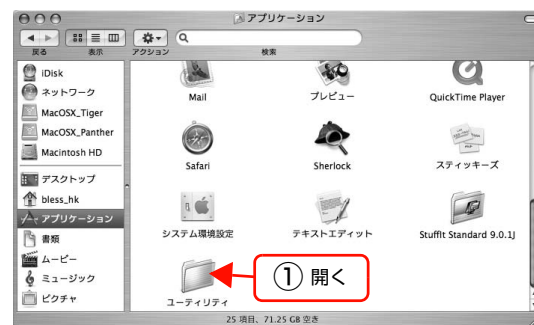 アプリケーション
戻る 表示 アクション 検索
iDisk
ネットワーク
MacOSX_Tiger
MacOSX_Panther
Macintosh HD
デスクトップ
bless_hk
アプリケーション
書類
ムービー
ミュージック
ピクチャ
Mail プレビュー QuickTime Player
Safari Sherlock スティッキーズ
システム環境設定 テキストエディット StuffIt Standard 9.0.1J
ユーティリティ
① 開く
25 項目、71.25 GB 空き